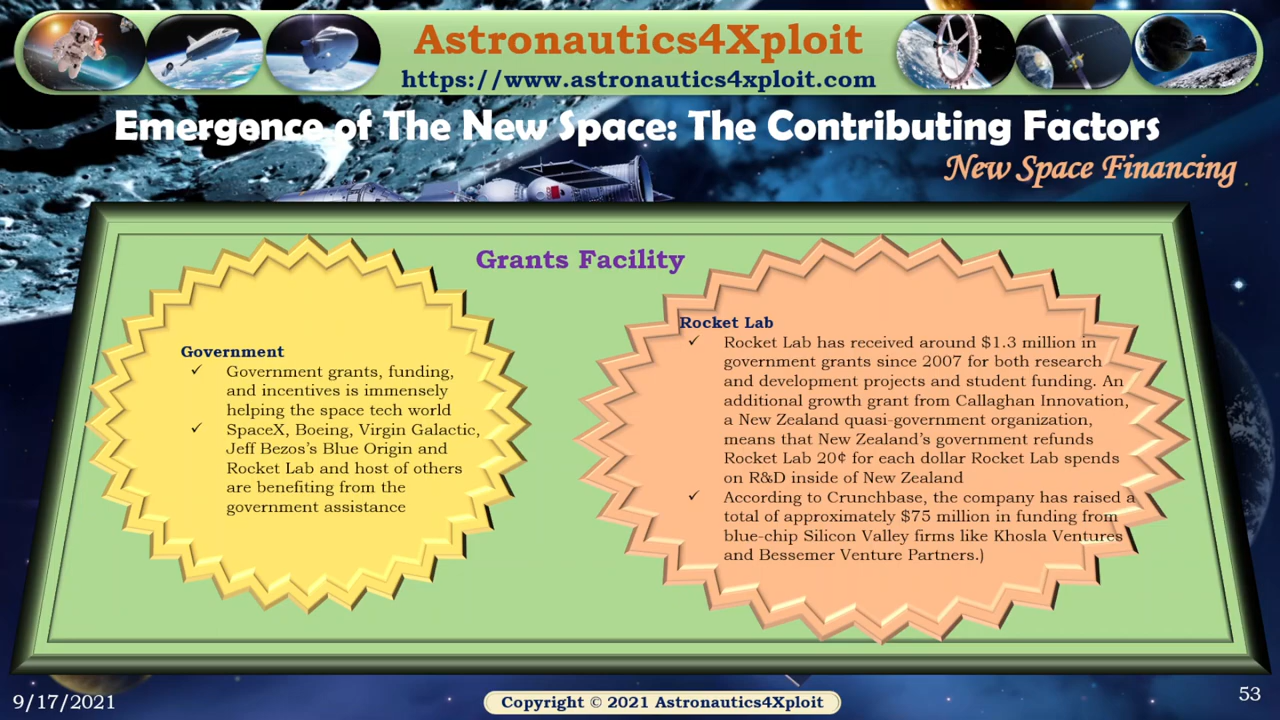 Astronautics4Xploit
https://www.astronautics4xploit.com
Emergence of The New Space: The Contributing Factors
New Space Financing
Grants Facility
Government
✓ Government grants, funding,
and incentives is immensely
helping the space tech world
✓ SpaceX, Boeing, Virgin Galactic,
Jeff Bezos's Blue Origin and
Rocket Lab and host of others
are benefiting from the
government assistance
Rocket Lab
✓ Rocket Lab has received around $1.3 million in
government grants since 2007 for both research
and development projects and student funding. An
additional growth grant from Callaghan Innovation,
a New Zealand quasi-government organization,
means that New Zealand's government refunds
Rocket Lab 20¢ for each dollar Rocket Lab spends
on R&D inside of New Zealand
✓ According to Crunchbase, the company has raised a
total of approximately $75 million in funding from
blue-chip Silicon Valley firms like Khosla Ventures
and Bessemer Venture Partners.)
9/17/2021
Copyright © 2021 Astronautics4Xploit
53